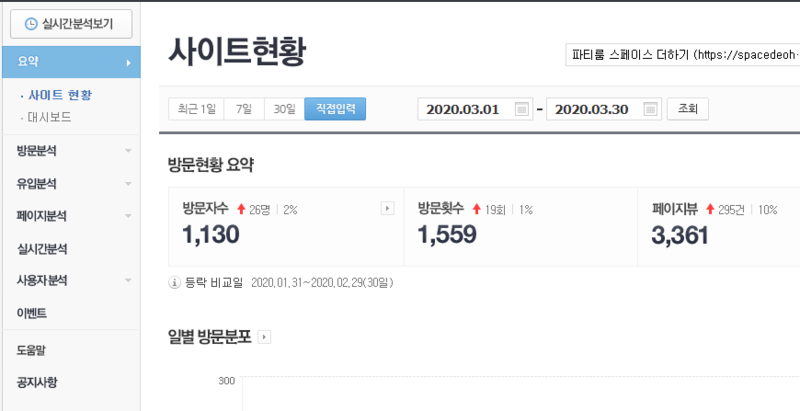 실시간분석보기
요약
· 사이트 현황
· 대시보드
방문분석
유입분석
페이지분석
실시간분석
사용자분석
이벤트
도움말
공지사항
사이트현황
파티룸 스페이스 더하기 (https://spacedeoh
최근 1일 7일 30일 직접입력
2020.03.01 - 2020.03.30 조회
방문현황 요약
방문자수 26명 2%
1,130
방문횟수 19회 1%
1,559
페이지뷰 295건 10%
3,361
등락 비교일 2020.01.31~2020.02.29(30일)
일별 방문분포
300